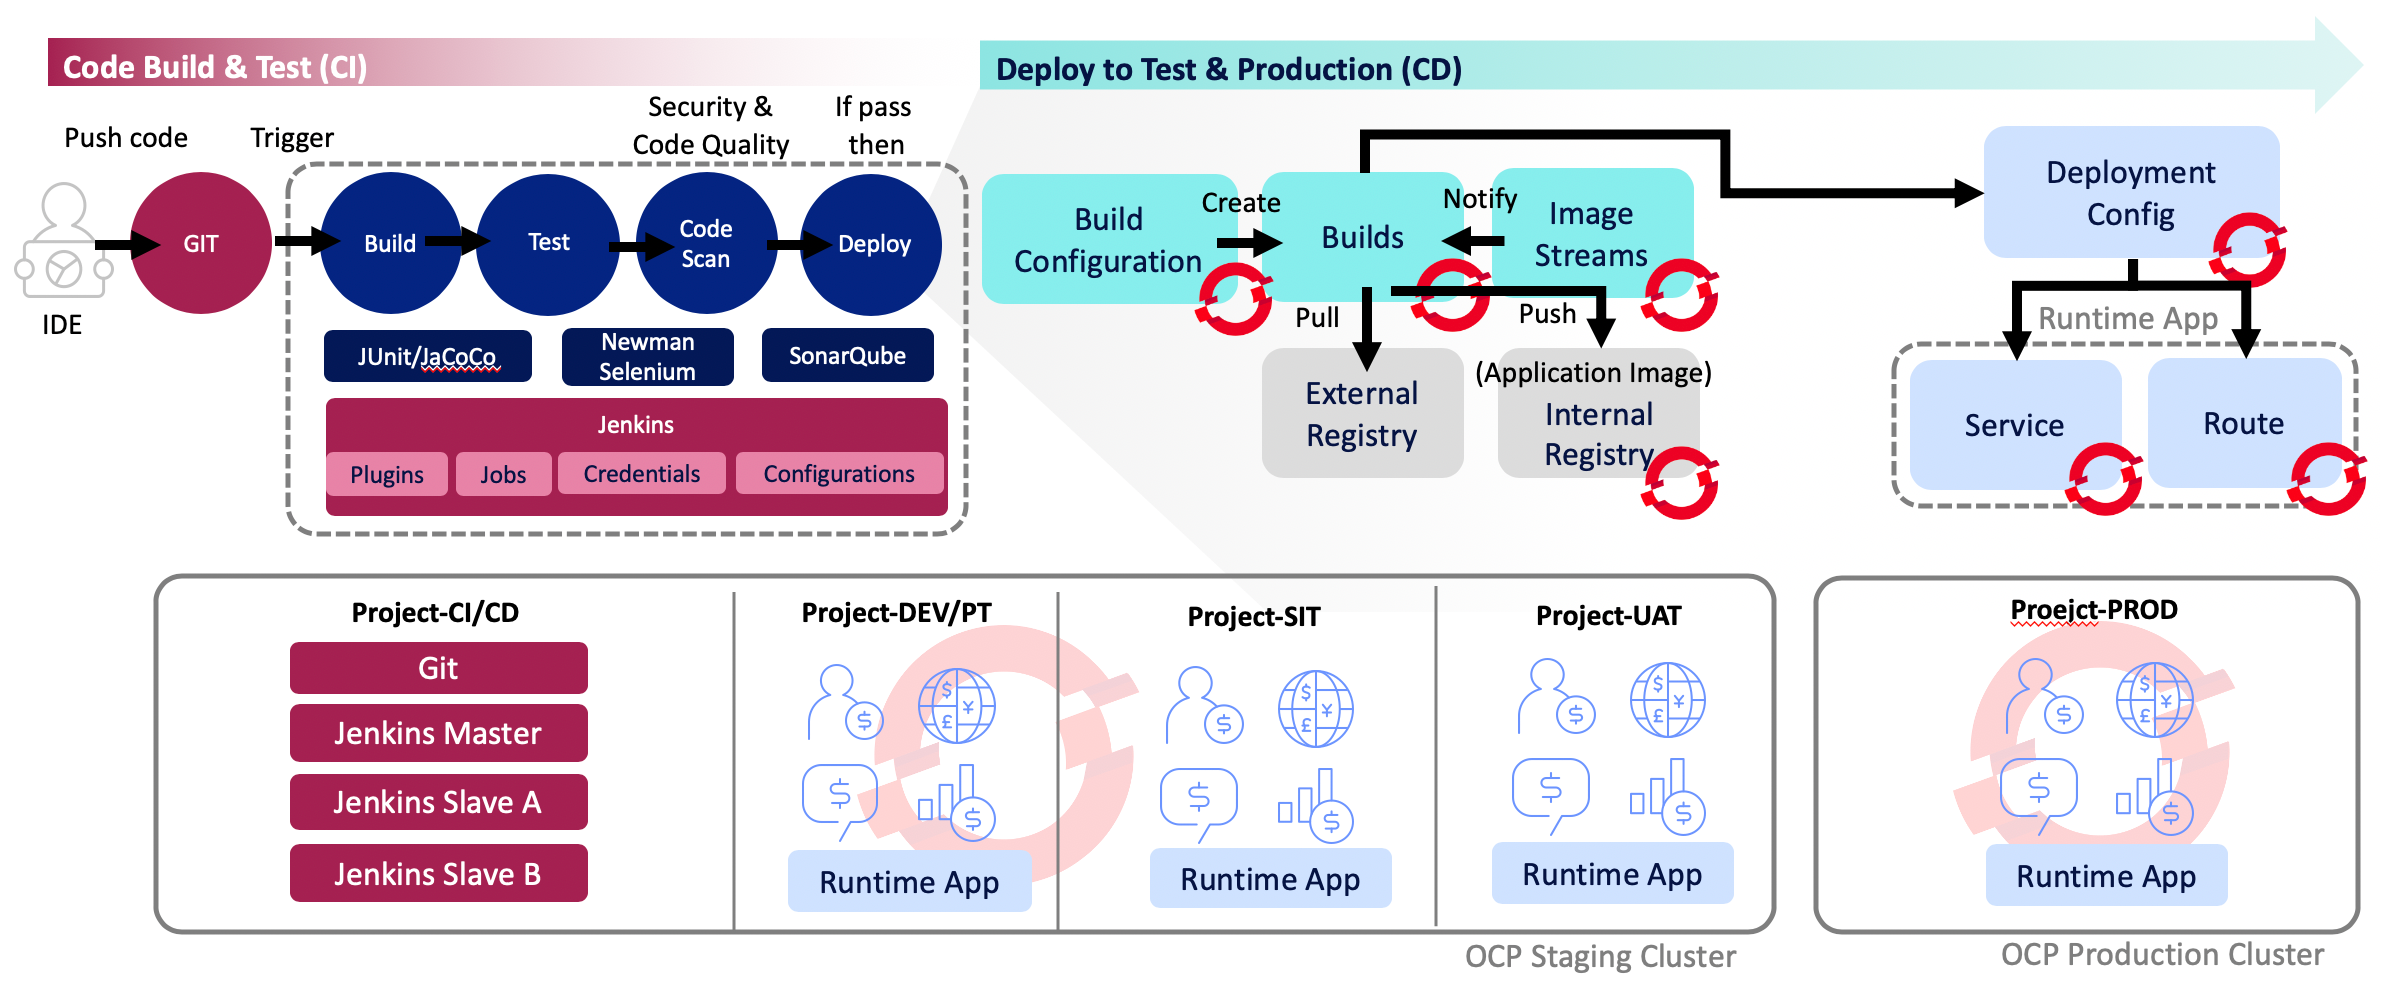 Code Build & Test (CI)
Deploy to Test & Production (CD)
Push code
Trigger
Security &
Code Quality
If pass
then
IDE
GIT
Build
Test
Code
Scan
Deploy
JUnit/JaCoCo
Newman
Selenium
SonarQube
Jenkins
Plugins
Jobs
Credentials
Configurations
Build
Configuration
Create
Builds
Notify
Image
Streams
Pull
Push
External
Registry
(Application Image)
Internal
Registry
Deployment
Config
Runtime App
Service
Route
Project-CI/CD
Git
Jenkins Master
Jenkins Slave A
Jenkins Slave B
Project-DEV/PT
$
$
¥
£
$
$
Runtime App
Project-SIT
$
$
¥
£
$
$
Runtime App
Project-UAT
$
$
¥
£
$
$
Runtime App
OCP Staging Cluster
Proejct-PROD
$
$
¥
£
$
$
Runtime App
OCP Production Cluster